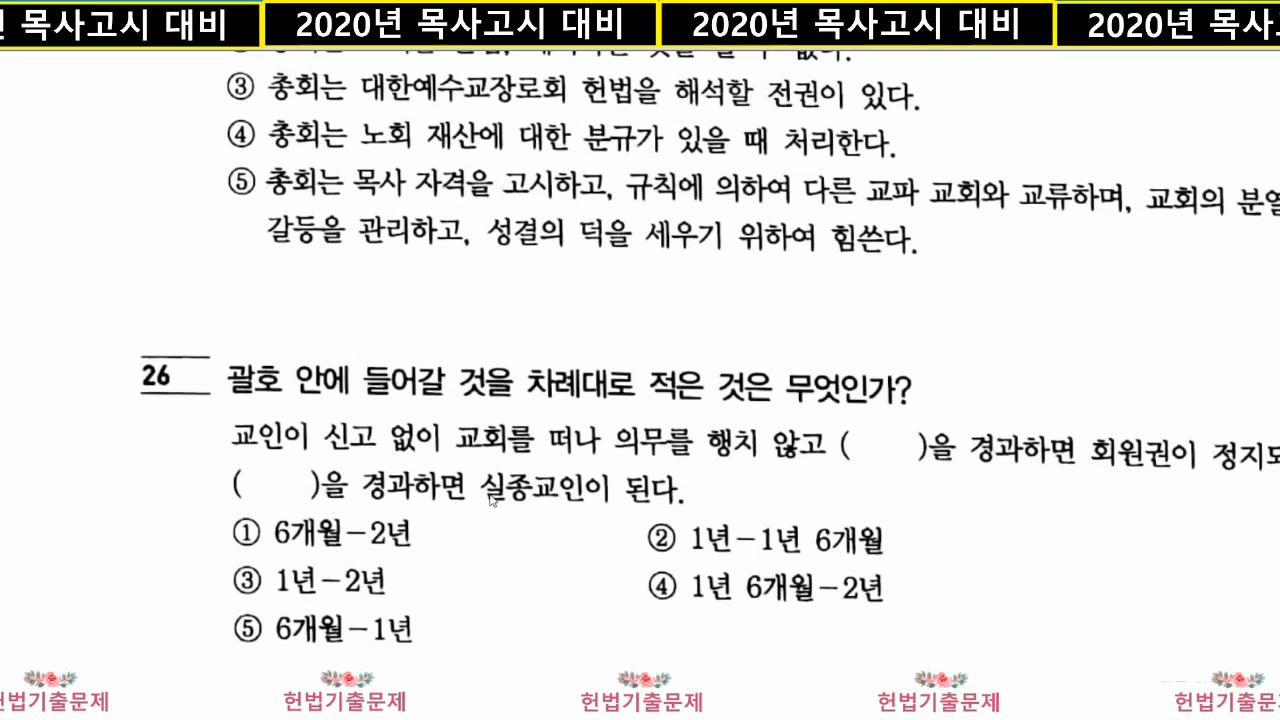 목사고시 대비 2020년 목사고시 대비 2020년 목사고시 대비 2020년 목사고
③ 총회는 대한예수교장로회 헌법을 해석할 전권이 있다.
④ 총회는 노회 재산에 대한 분규가 있을 때 처리한다.
⑤ 총회는 목사 자격을 고시하고, 규칙에 의하여 다른 교파 교회와 교류하며, 교회의 분열
갈등을 관리하고, 성결의 덕을 세우기 위하여 힘쓴다.
26 괄호 안에 들어갈 것을 차례대로 적은 것은 무엇인가?
교인이 신고 없이 교회를 떠나 의무를 행치 않고 ( )을 경과하면 회원권이 정지되
( )을 경과하면 실종교인이 된다.
① 6개월-2년 ② 1년-1년 6개월
③ 1년-2년 ④ 1년 6개월-2년
⑤ 6개월-1년
헌법기출문제 헌법기출문제 헌법기출문제 헌법기출문제 헌법기출문